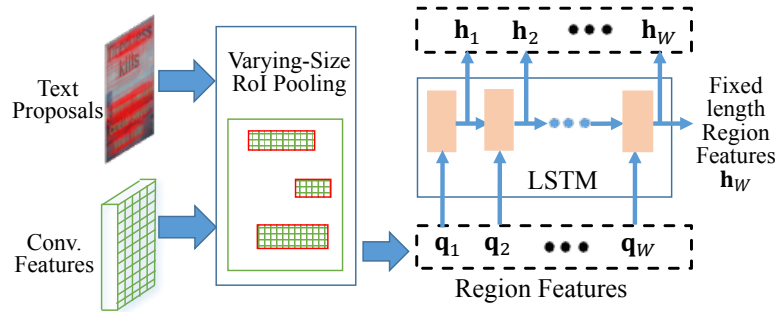 Text
Proposals
kills
Conv.
Features
Varying-Size
RoI Pooling
h1 h2 ••• hW
LSTM
q1 q2 ••• qW
Region Features
Fixed
length
Region
Features
hW